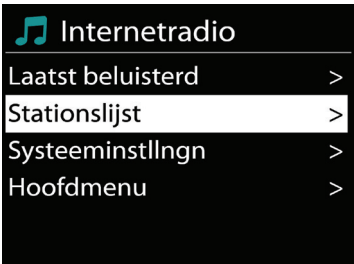 Internetradio
Laatst beluisterd >
Stationslijst >
Systeeminstllngn >
Hoofdmenu >